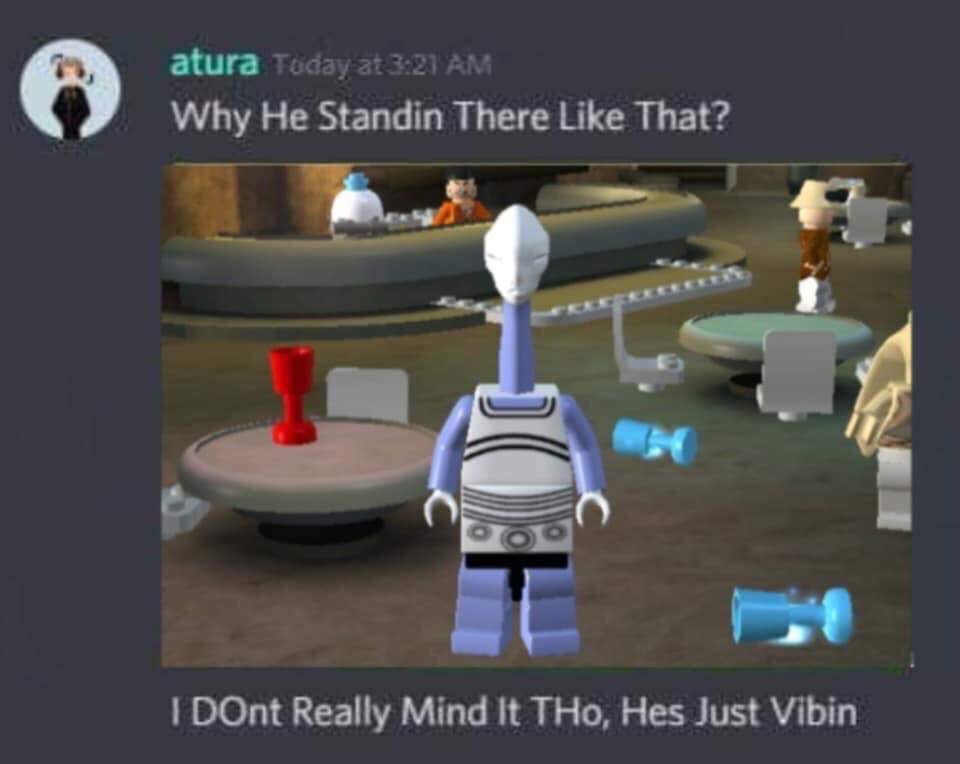 atura Today at 3:21 AM
Why He Standin There Like That?
I DOnt Really Mind It THo, Hes Just Vibin